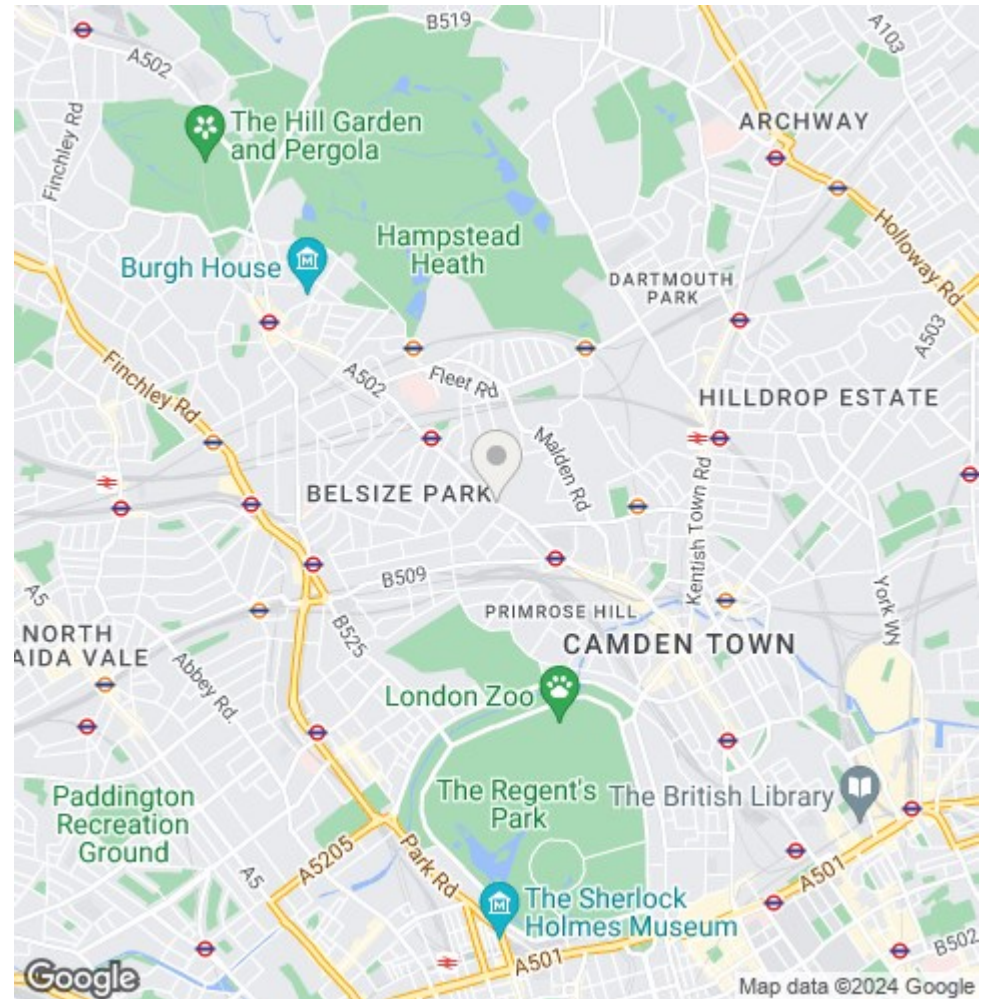 B519
A103
A502
The Hill Garden
and Pergola
ARCHWAY
Finchley Rd
Holloway Rd
Hampstead
Heath
Burgh House
DARTMOUTH
PARK
A503
Finchley Rd
A502
Fleet Rd
HILLDROP ESTATE
Malden Rd
BELSIZE PARK
Kentish Town Rd
B509
A5
York Wy
PRIMROSE HILL
NORTH
AIDA VALE
B525
CAMDEN TOWN
Abbey Rd.
London Zoo
The Regent's
Park
The British Library
Paddington
Recreation
Ground
A5205
Park Rd
A5
A501
The Sherlock
Holmes Museum
A501
B502
Google
Map data ©2024 Google